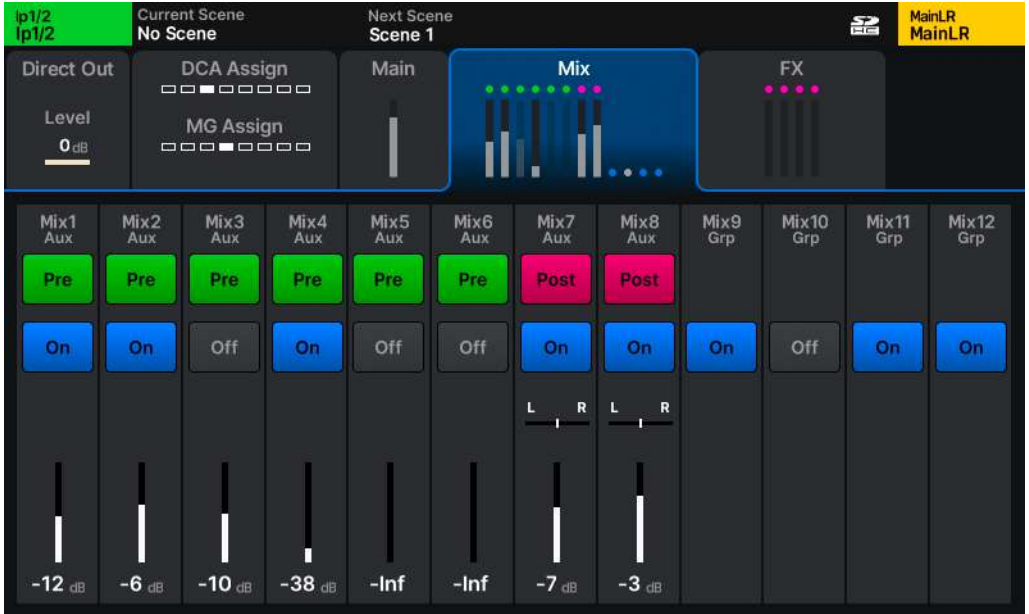 Ip1/2 Current Scene Next Scene MainLR
Ip1/2 No Scene Scene 1 SD HC MainLR
Direct Out DCA Assign Main Mix FX
Level MG Assign
0 dB
Mix1 Mix2 Mix3 Mix4 Mix5 Mix6 Mix7 Mix8 Mix9 Mix10 Mix11 Mix12
Aux Aux Aux Aux Aux Aux Aux Aux Grp Grp Grp Grp
Pre Pre Pre Pre Pre Pre Post Post
On On Off On Off Off On On On Off On On
L R L R
-12 dB -6 dB -10 dB -38 dB -Inf -Inf -7 dB -3 dB